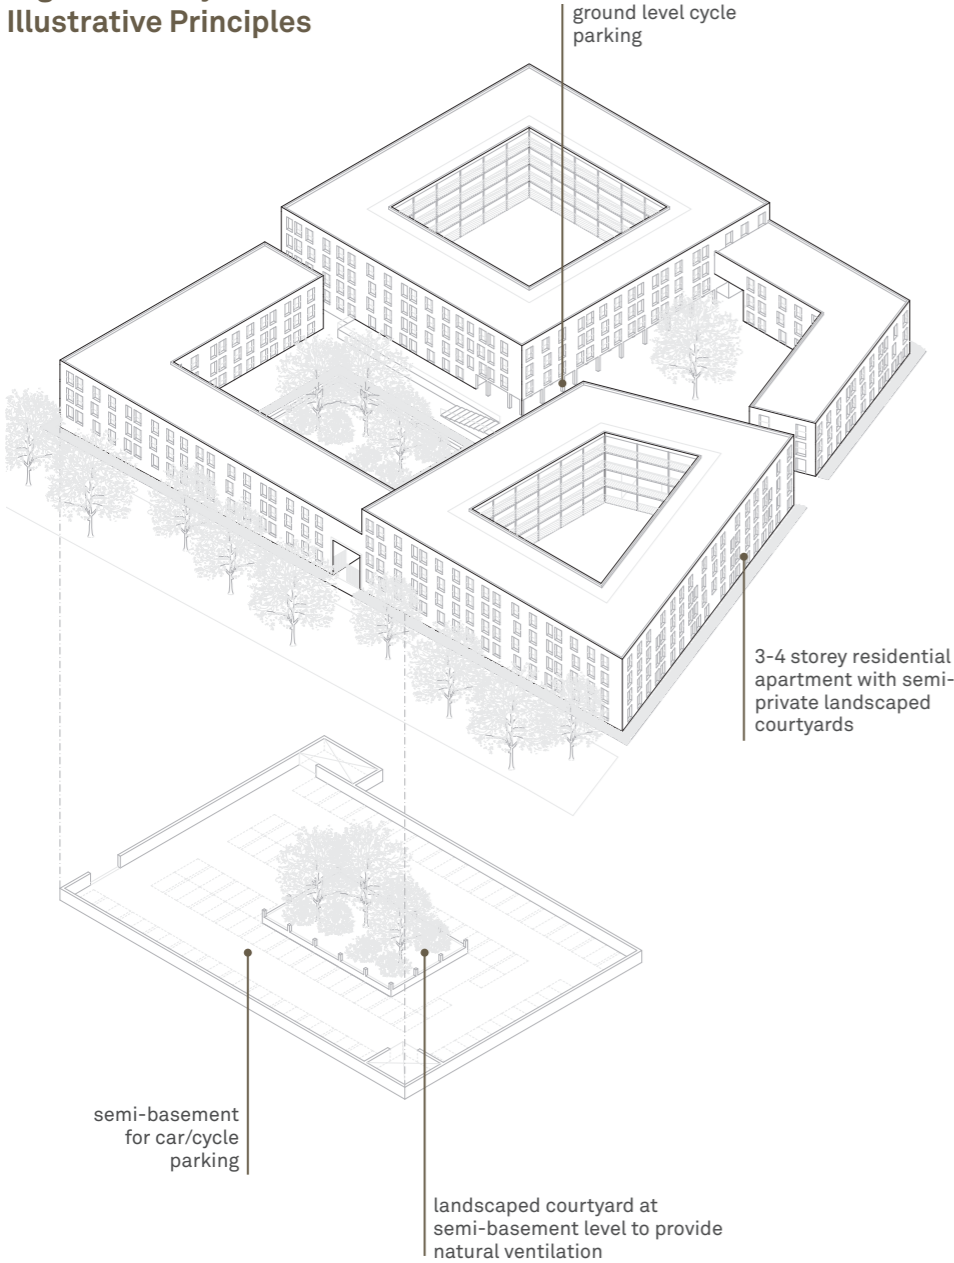 Illustrative Principles
ground level cycle
parking
3-4 storey residential
apartment with semi-
private landscaped
courtyards
semi-basement
for car/cycle
parking
landscaped courtyard at
semi-basement level to provide
natural ventilation